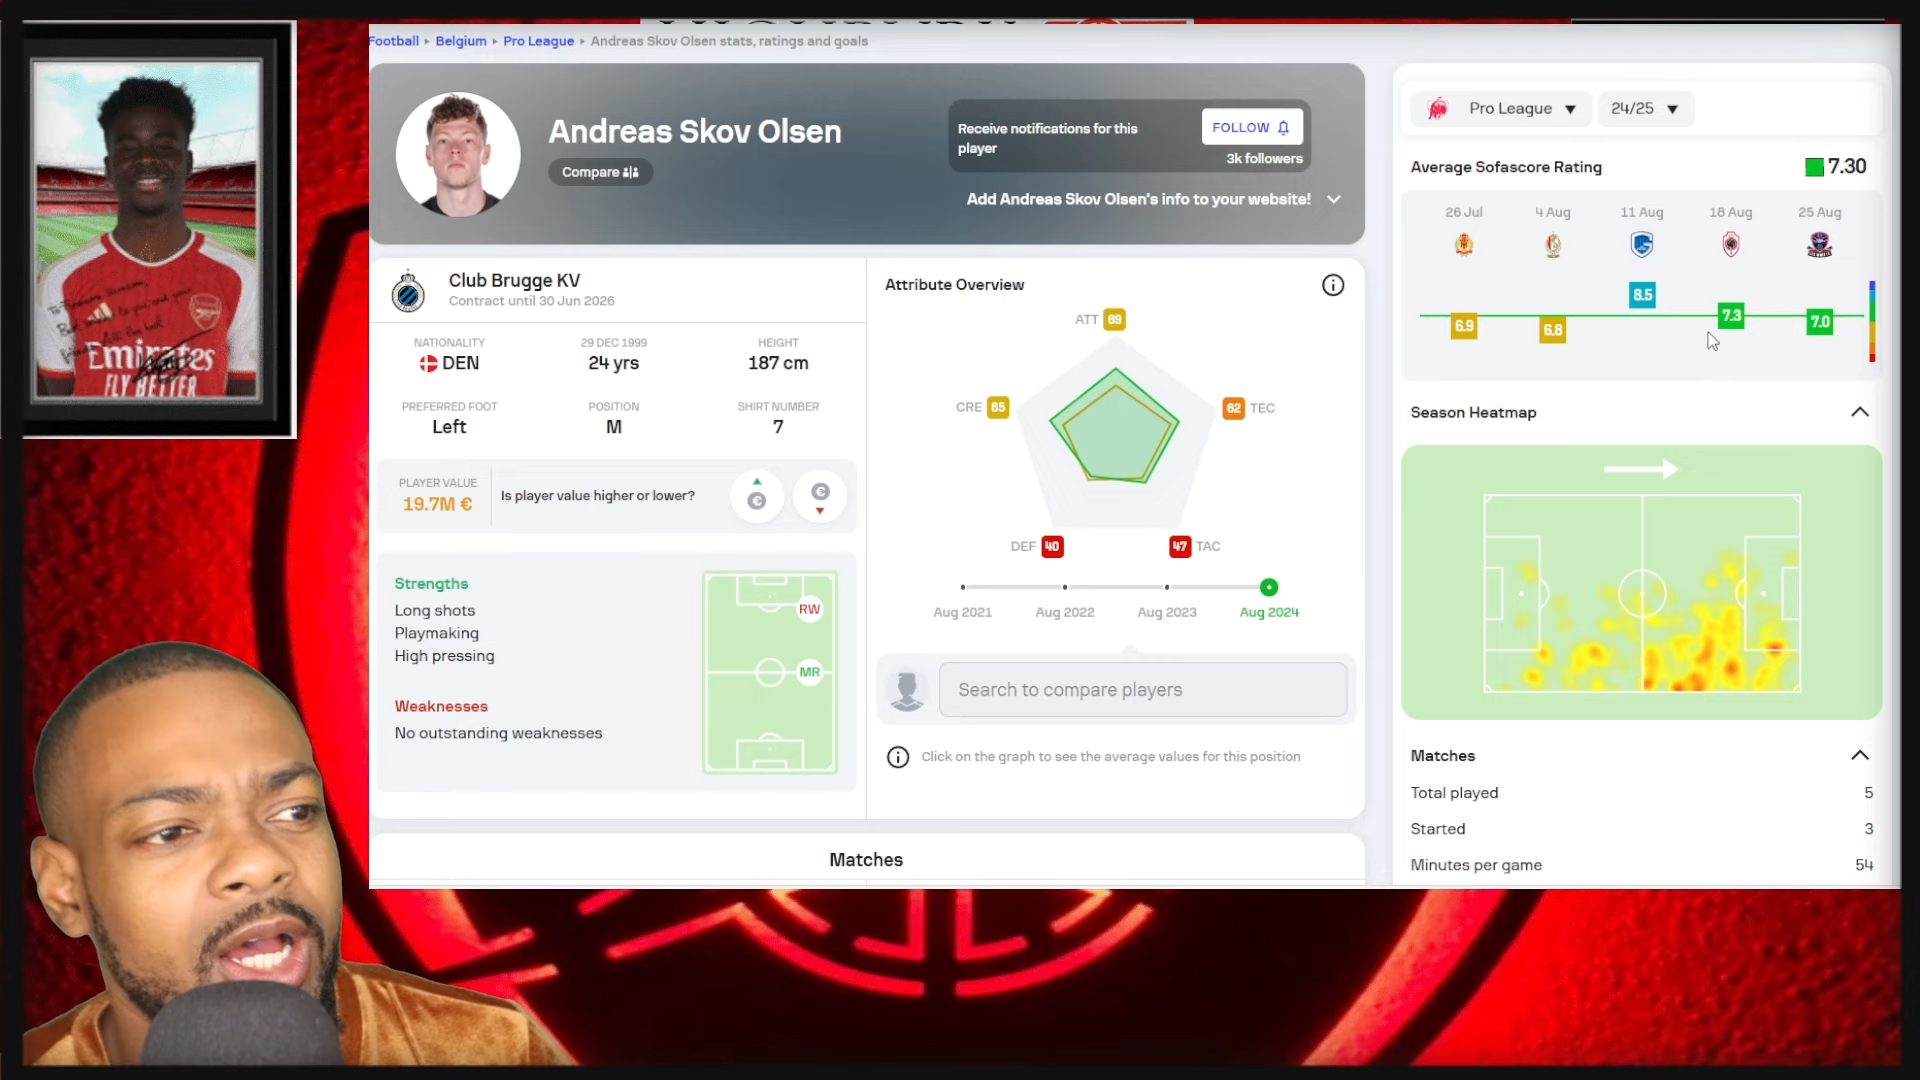 Football ▸ Belgium ▸ Pro League ▸ Andreas Skov Olsen stats, ratings and goals
Andreas Skov Olsen
Compare
Receive notifications for this
player
FOLLOW
3k followers
Add Andreas Skov Olsen's info to your website!
Club Brugge KV
Contract until 30 Jun 2026
NATIONALITY
DEN
29 DEC 1999
24 yrs
HEIGHT
187 cm
PREFERRED FOOT
Left
POSITION
M
SHIRT NUMBER
7
PLAYER VALUE
19.7M €
Is player value higher or lower?
€
€
Strengths
Long shots
Playmaking
High pressing
Weaknesses
No outstanding weaknesses
RW
MR
Attribute Overview
ATT 89
CRE 85
62 TEC
DEF 40
47 TAC
Aug 2021
Aug 2022
Aug 2023
Aug 2024
Search to compare players
Click on the graph to see the average values for this position
Matches
Pro League
24/25
Average Sofascore Rating
7.30
26 Jul
4 Aug
11 Aug
18 Aug
25 Aug
6.9
6.8
8.5
7.3
7.0
Season Heatmap
Matches
Total played 5
Started 3
Minutes per game 54
Emirates
FLY BETTER